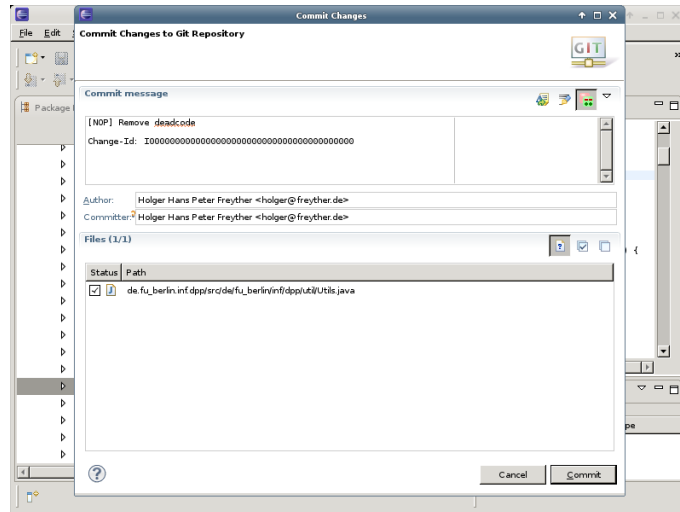 Commit Changes
File Edit
Commit Changes to Git Repository
GIT
Commit message
Package
[NOP] Remove deadcode
Change-Id: I0000000000000000000000000000000000000000
Author: Holger Hans Peter Freyther <holger@freyther.de>
Committer: Holger Hans Peter Freyther <holger@freyther.de>
Files (1/1)
) {
Status Path
de.fu_berlin.inf.dpp/src/de/fu_berlin/inf/dpp/util/Utils.java
pe
? Cancel Commit